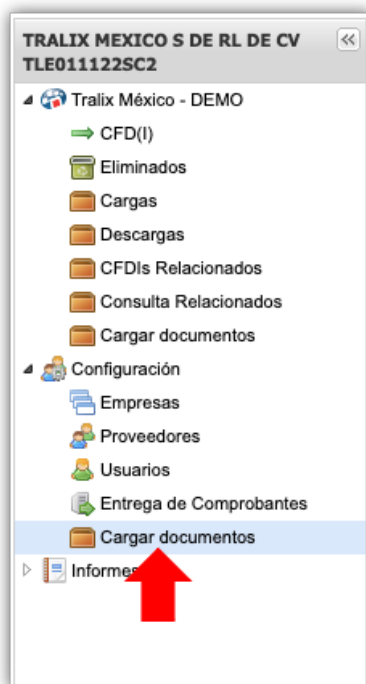 TRALIX MEXICO S DE RL DE CV
TLE011122SC2
Tralix México - DEMO
CFD(I)
Eliminados
Cargas
Descargas
CFDIs Relacionados
Consulta Relacionados
Cargar documentos
Configuración
Empresas
Proveedores
Usuarios
Entrega de Comprobantes
Cargar documentos
Informes